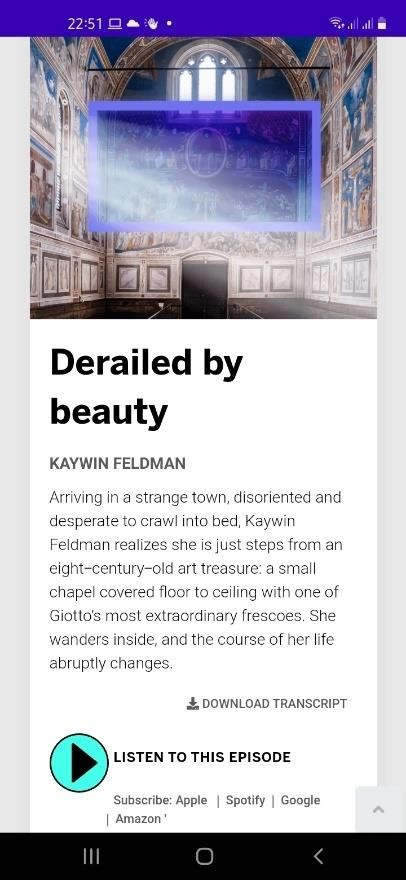 22:51
Derailed by
beauty
KAYWIN FELDMAN
Arriving in a strange town, disoriented and
desperate to crawl into bed, Kaywin
Feldman realizes she is just steps from an
eight–century–old art treasure: a small
chapel covered floor to ceiling with one of
Giotto's most extraordinary frescoes. She
wanders inside, and the course of her life
abruptly changes.
DOWNLOAD TRANSCRIPT
LISTEN TO THIS EPISODE
Subscribe: Apple | Spotify | Google
| Amazon '